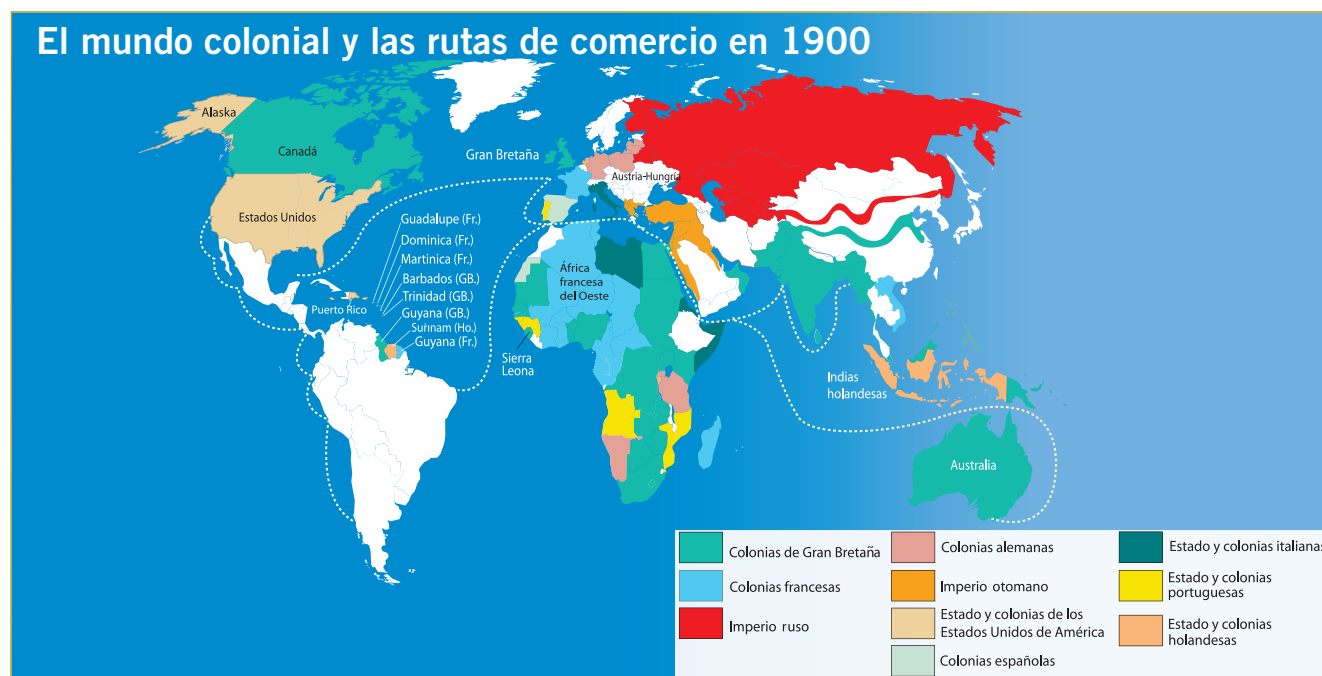 El mundo colonial y las rutas de comercio en 1900
Alaska
Canadá
Gran Bretaña
Austria-Hungría
Estados Unidos
Guadalupe (Fr.)
Dominica (Fr.)
Martinica (Fr.)
Barbados (GB.)
Trinidad (GB.)
Puerto Rico
Guyana (GB.)
Surinam (Ho.)
Guyana (Fr.)
África
francesa
del Oeste
Sierra
Leona
Indias
holandesas
Australia
Colonias de Gran Bretaña
Colonias francesas
Imperio ruso
Colonias alemanas
Imperio otomano
Estado y colonias de los
Estados Unidos de América
Colonias españolas
Estado y colonias italianas
Estado y colonias
portuguesas
Estado y colonias
holandesas